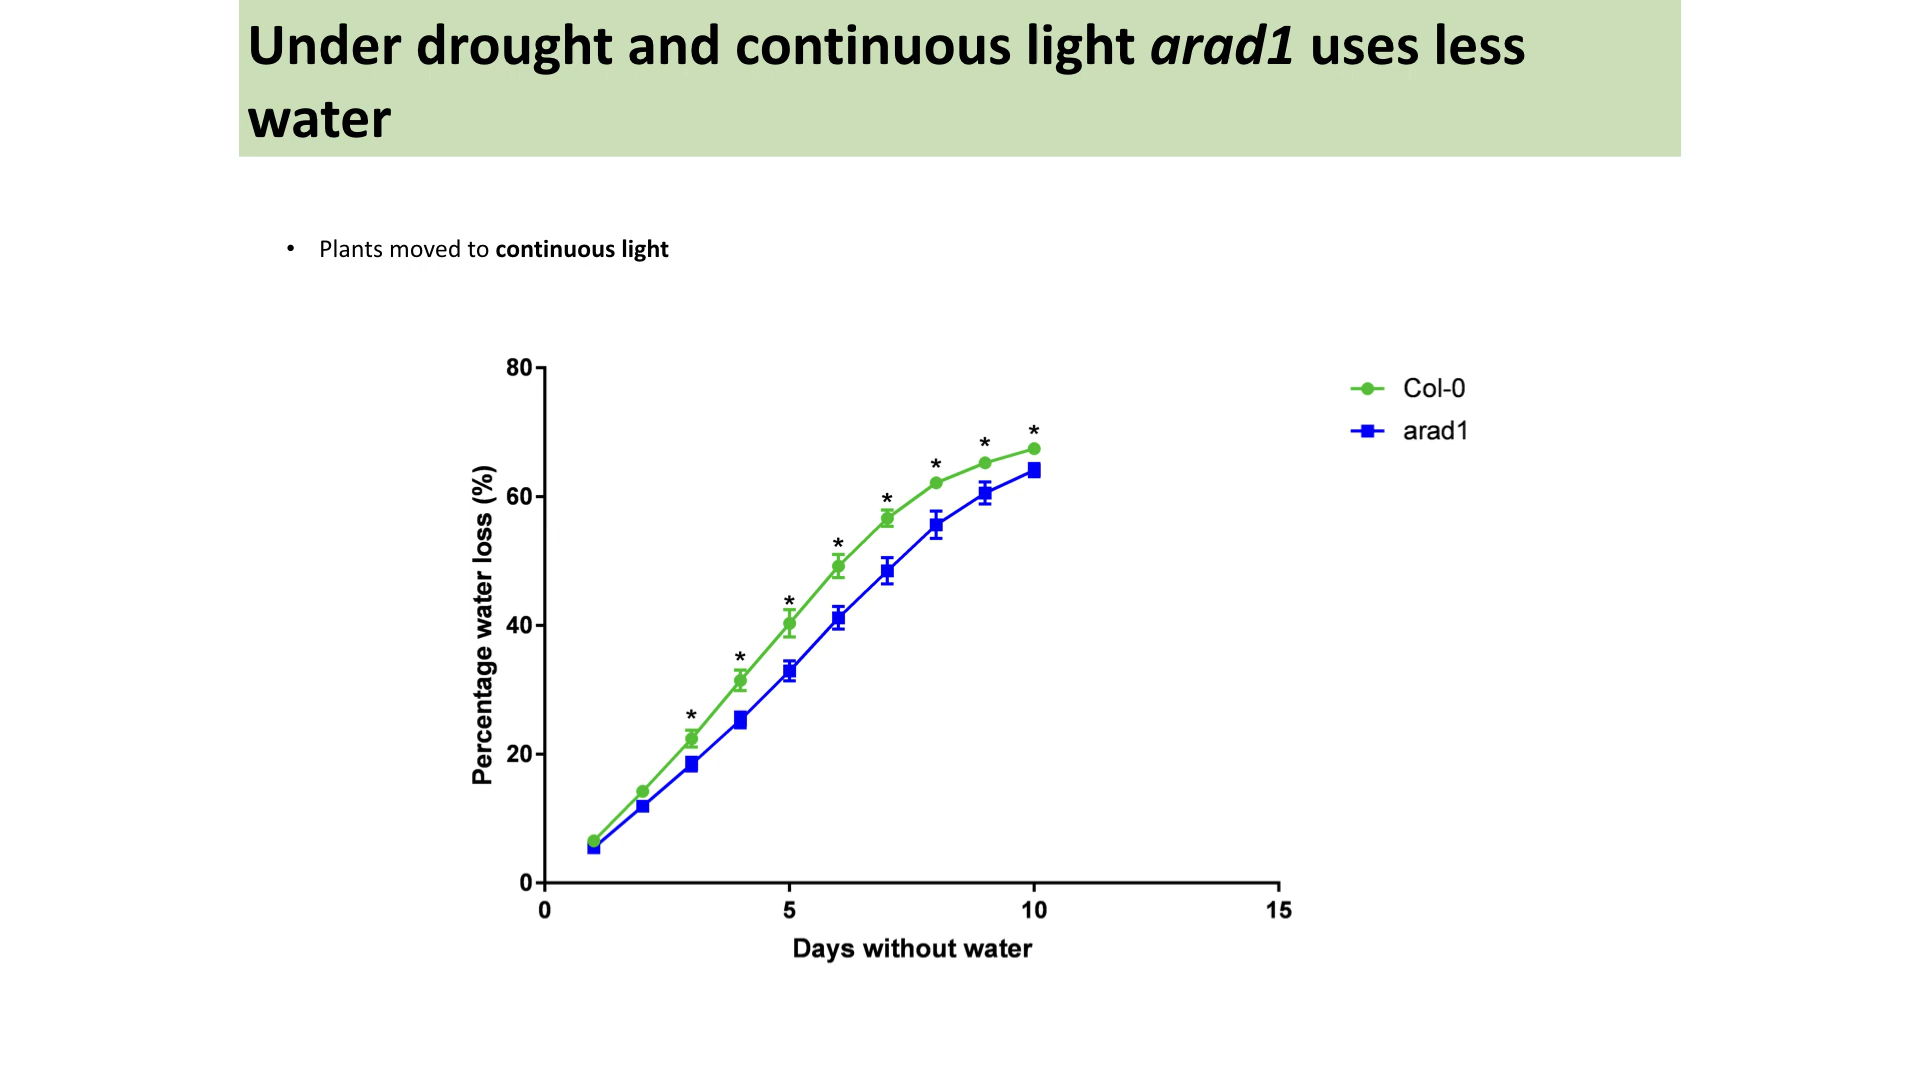 Under drought and continuous light arad1 uses less
water
• Plants moved to continuous light
80
60
40
20
0
Percentage water loss (%)
* * * * * * * *
0 5 10 15
Days without water
Col-0
arad1